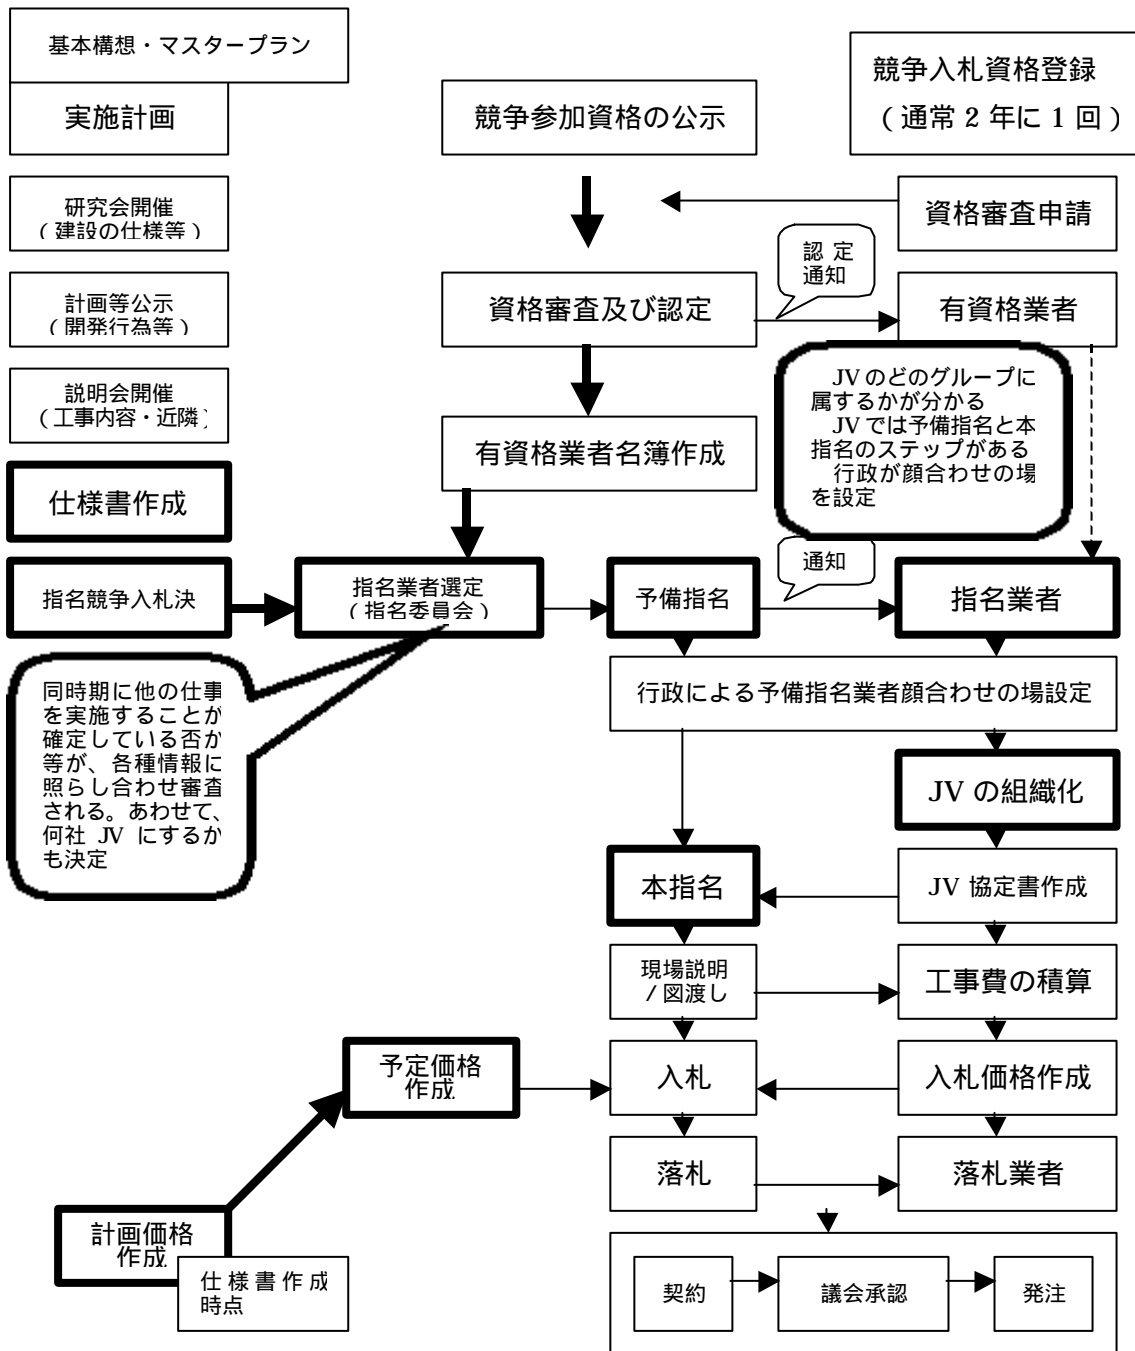 基本構想・マスタープラン
実施計画
研究会開催
(建設の仕様等)
計画等公示
(開発行為等)
説明会開催
(工事内容・近隣)
仕様書作成
指名競争入札決
競争参加資格の公示
競争入札資格登録
(通常2年に1回)
資格審査申請
認定
通知
資格審査及び認定
有資格業者
JVのどのグループに
属するかが分かる
JVでは予備指名と本
指名のステップがある
行政が顔合わせの場
を設定
有資格業者名簿作成
指名業者選定
(指名委員会)
予備指名
通知
指名業者
同時期に他の仕事
を実施することが
確定している否か
等が、各種情報に
照らし合わせ審査
される。あわせて、
何社 JV にするか
も決定
行政による予備指名業者顔合わせの場設定
JV の組織化
本指名
JV 協定書作成
現場説明
/図渡し
工事費の積算
予定価格
作成
入札
入札価格作成
落札
落札業者
計画価格
作成
仕様書作成
時点
契約
議会承認
発注